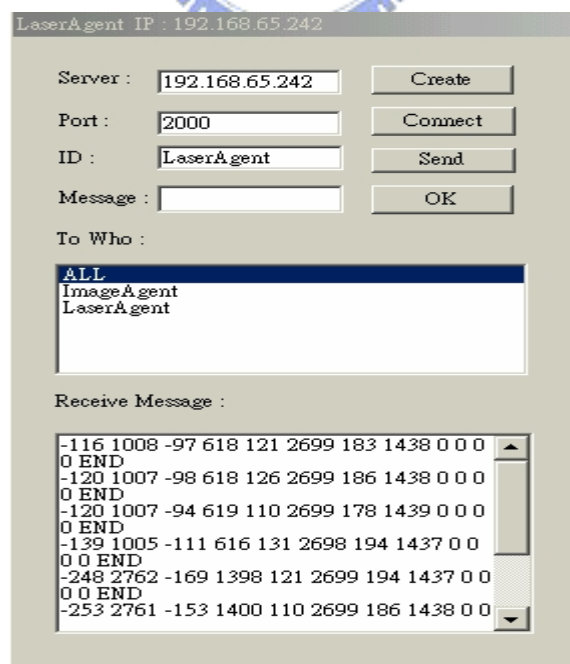 LaserAgent IP : 192.168.65.242
Server : 192.168.65.242 Create
Port : 2000 Connect
ID : LaserAgent Send
Message : OK
To Who :
ALL
ImageAgent
LaserAgent
Receive Message :
-116 1008 -97 618 121 2699 183 1438 0 0 0
0 END
-120 1007 -98 618 126 2699 186 1438 0 0 0
0 END
-120 1007 -94 619 110 2699 178 1439 0 0 0
0 END
-139 1005 -111 616 131 2698 194 1437 0 0
0 0 END
-248 2762 -169 1398 121 2699 194 1437 0 0
0 0 END
-253 2761 -153 1400 110 2699 186 1438 0 0